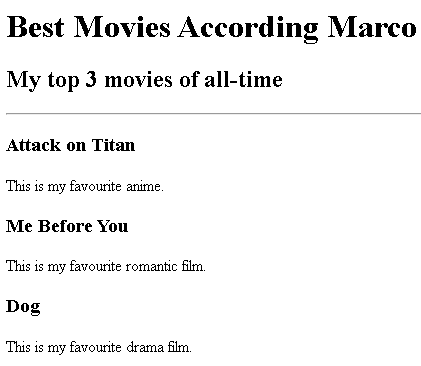 Best Movies According Marco
My top 3 movies of all-time
Attack on Titan
This is my favourite anime.
Me Before You
This is my favourite romantic film.
Dog
This is my favourite drama film.